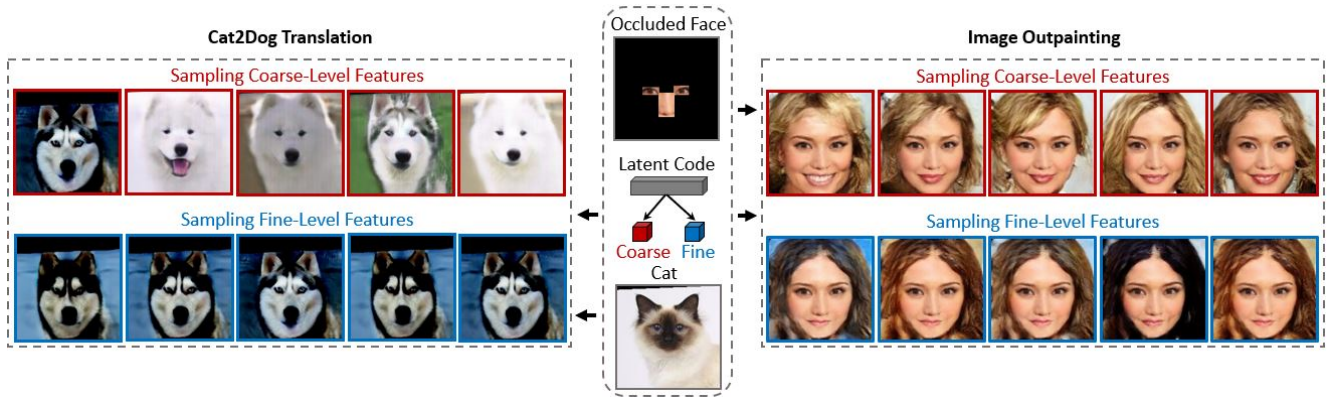 Cat2Dog Translation
Sampling Coarse-Level Features
Sampling Fine-Level Features
Occluded Face
Latent Code
Coarse Fine
Cat
Image Outpainting
Sampling Coarse-Level Features
Sampling Fine-Level Features